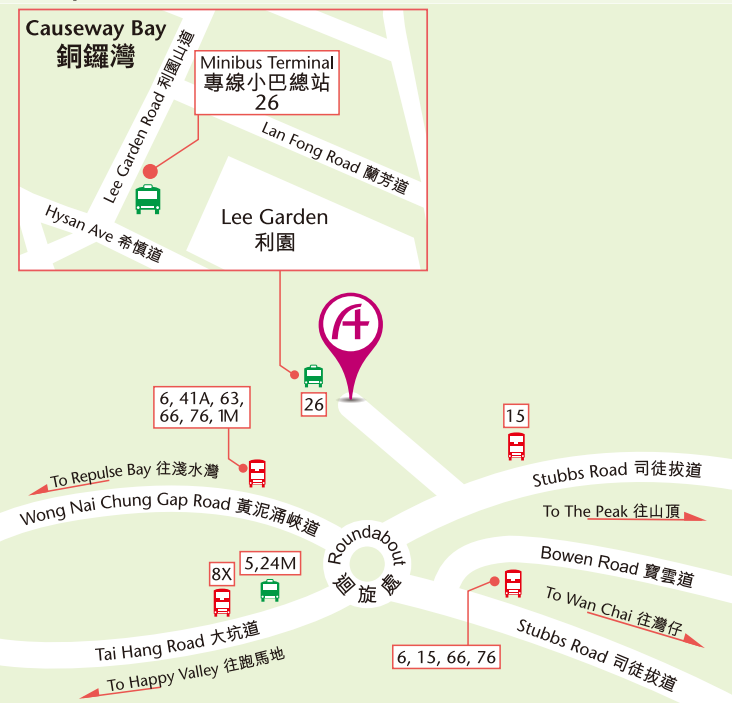 Causeway Bay
銅鑼灣
Minibus Terminal
專線小巴總站
26
Lee Garden Road 利園山道
Lan Fong Road 蘭芳道
Hysan Ave 希慎道
Lee Garden
利園
26
6, 41A, 63,
66, 76, 1M
15
To Repulse Bay 往淺水灣
Wong Nai Chung Gap Road 黃泥涌峽道
Stubbs Road 司徒拔道
To The Peak 往山頂
Roundabout
迴旋處
Bowen Road 寶雲道
8X
5,24M
To Wan Chai 往灣仔
Stubbs Road 司徒拔道
6, 15, 66, 76
Tai Hang Road 大坑道
To Happy Valley 往跑馬地